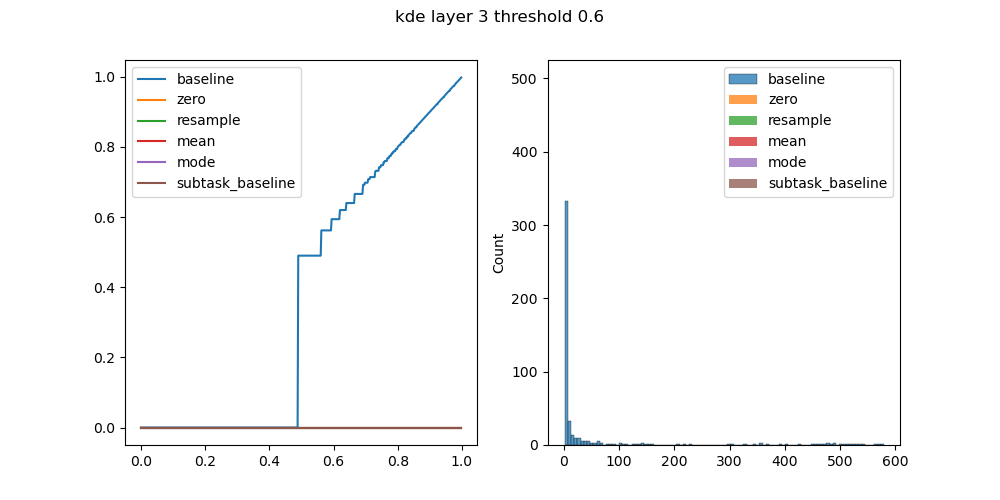 kde layer 3 threshold 0.6
1.0
0.8
0.6
0.4
0.2
0.0
0.0 0.2 0.4 0.6 0.8 1.0
baseline
zero
resample
mean
mode
subtask_baseline
Count
500
400
300
200
100
0
0 100 200 300 400 500 600
baseline
zero
resample
mean
mode
subtask_baseline